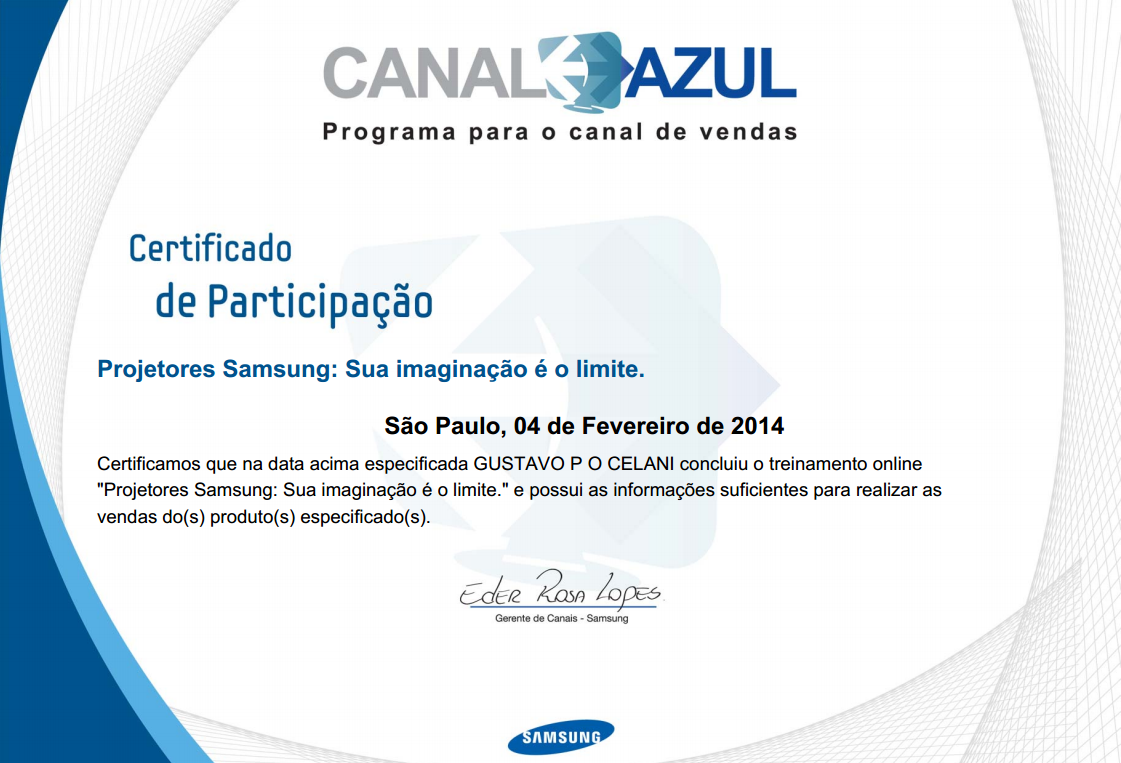 CANAL AZUL
Programa para o canal de vendas
Certificado
de Participação
Projetores Samsung: Sua imaginação é o limite.
São Paulo, 04 de Fevereiro de 2014
Certificamos que na data acima especificada GUSTAVO P O CELANI concluiu o treinamento online
"Projetores Samsung: Sua imaginação é o limite." e possui as informações suficientes para realizar as
vendas do(s) produto(s) especificado(s).
Eder Rosa Lopes
Gerente de Canais - Samsung
SAMSUNG